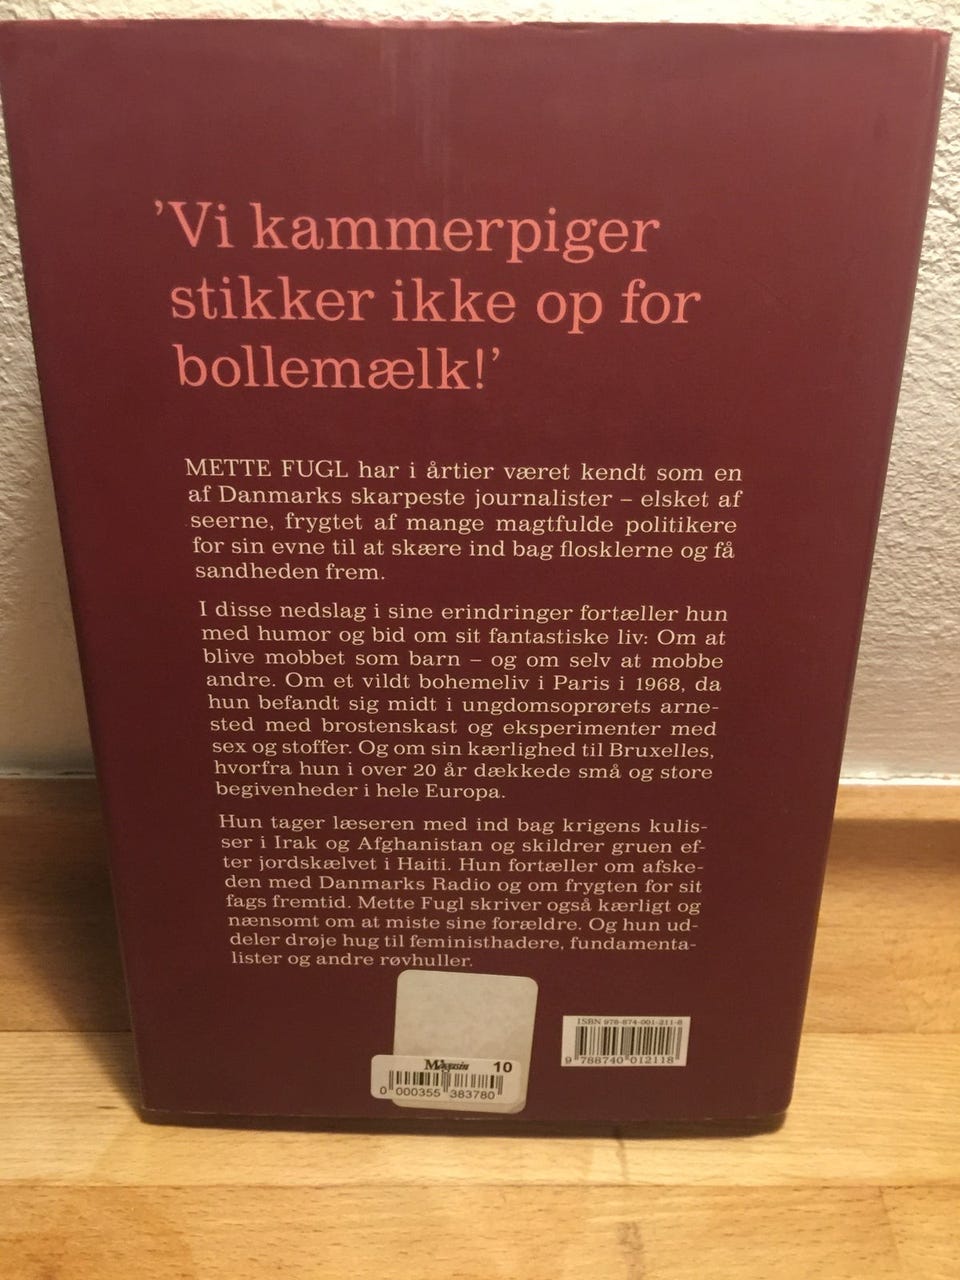 ’Vi kammerpiger
stikker ikke op for
bollemælk!’
METTE FUGL har i årtier været kendt som en
af Danmarks skarpeste journalister – elsket af
seerne, frygtet af mange magtfulde politikere
for sin evne til at skære ind bag flosklerne og få
sandheden frem.
I disse nedslag i sine erindringer fortæller hun
med humor og bid om sit fantastiske liv: Om at
blive mobbet som barn – og om selv at mobbe
andre. Om et vildt bohemeliv i Paris i 1968, da
hun befandt sig midt i ungdomsoprørets arne-
sted med brostenskast og eksperimenter med
sex og stoffer. Og om sin kærlighed til Bruxelles,
hvorfra hun i over 20 år dækkede små og store
begivenheder i hele Europa.
Hun tager læseren med ind bag krigens kulis-
ser i Irak og Afghanistan og skildrer gruen ef-
ter jordskælvet i Haiti. Hun fortæller om afske-
den med Danmarks Radio og om frygten for sit
fags fremtid. Mette Fugl skriver også kærligt og
nænsomt om at miste sine forældre. Og hun ud-
deler drøje hug til feministhadere, fundamenta-
lister og andre røvhuller.
ISBN 978-874-001-211-8
9 788740 012118
Magasin 10
0 000355 383780